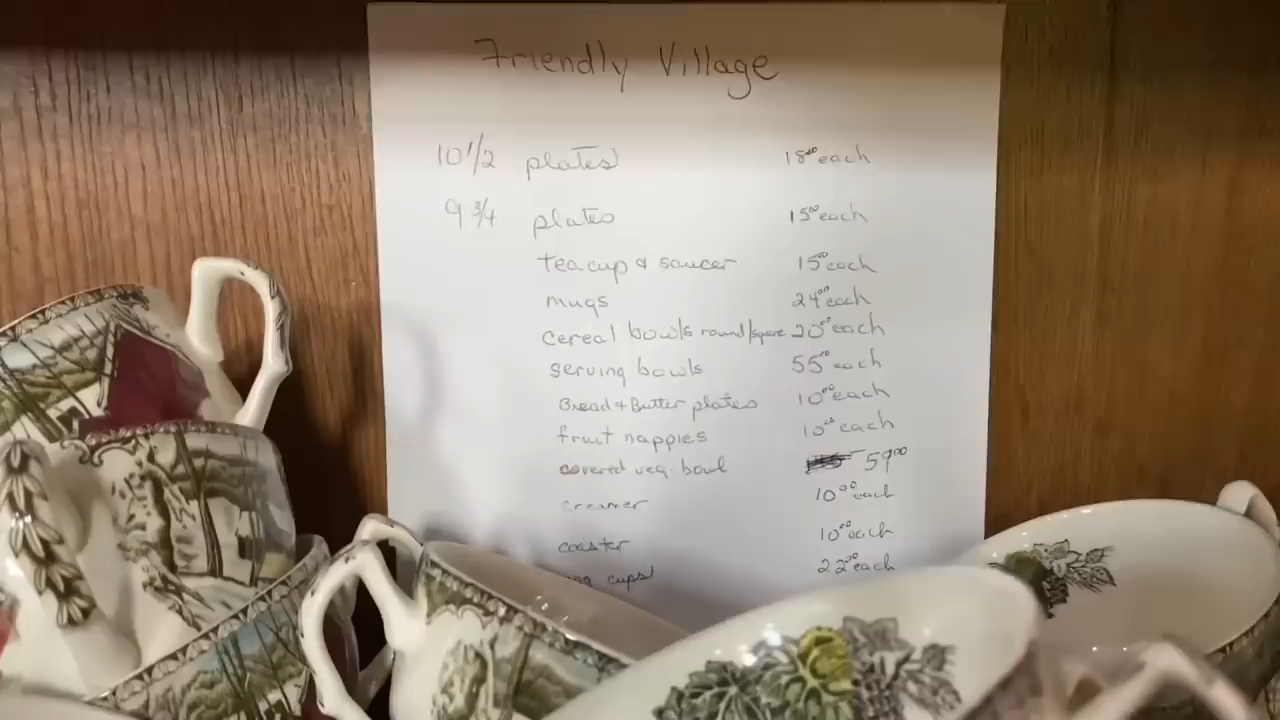 Friendly Village
10 1/2 plates 18⁰⁰ each
9 3/4 plates 15⁰⁰ each
teacup & saucer 15⁰⁰ each
mugs 24⁰⁰ each
cereal bowls round/square 20⁰⁰ each
serving bowls 55⁰⁰ each
Bread & Butter plates 10⁰⁰ each
fruit nappies 10⁰⁰ each
covered veg. bowl 59⁰⁰
creamer 10⁰⁰ each
coaster 10⁰⁰ each
cups 22⁰⁰ each